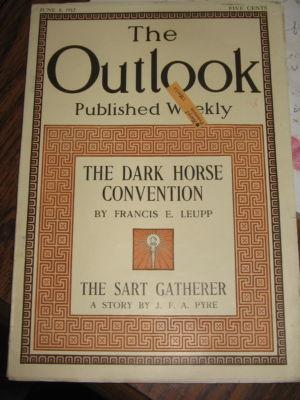 JUNE 8, 1912 FIVE CENTS
The
Outlook
Published Weekly
THE DARK HORSE
CONVENTION
BY FRANCIS E. LEUPP
THE SART GATHERER
A STORY BY J. F. A. PYRE